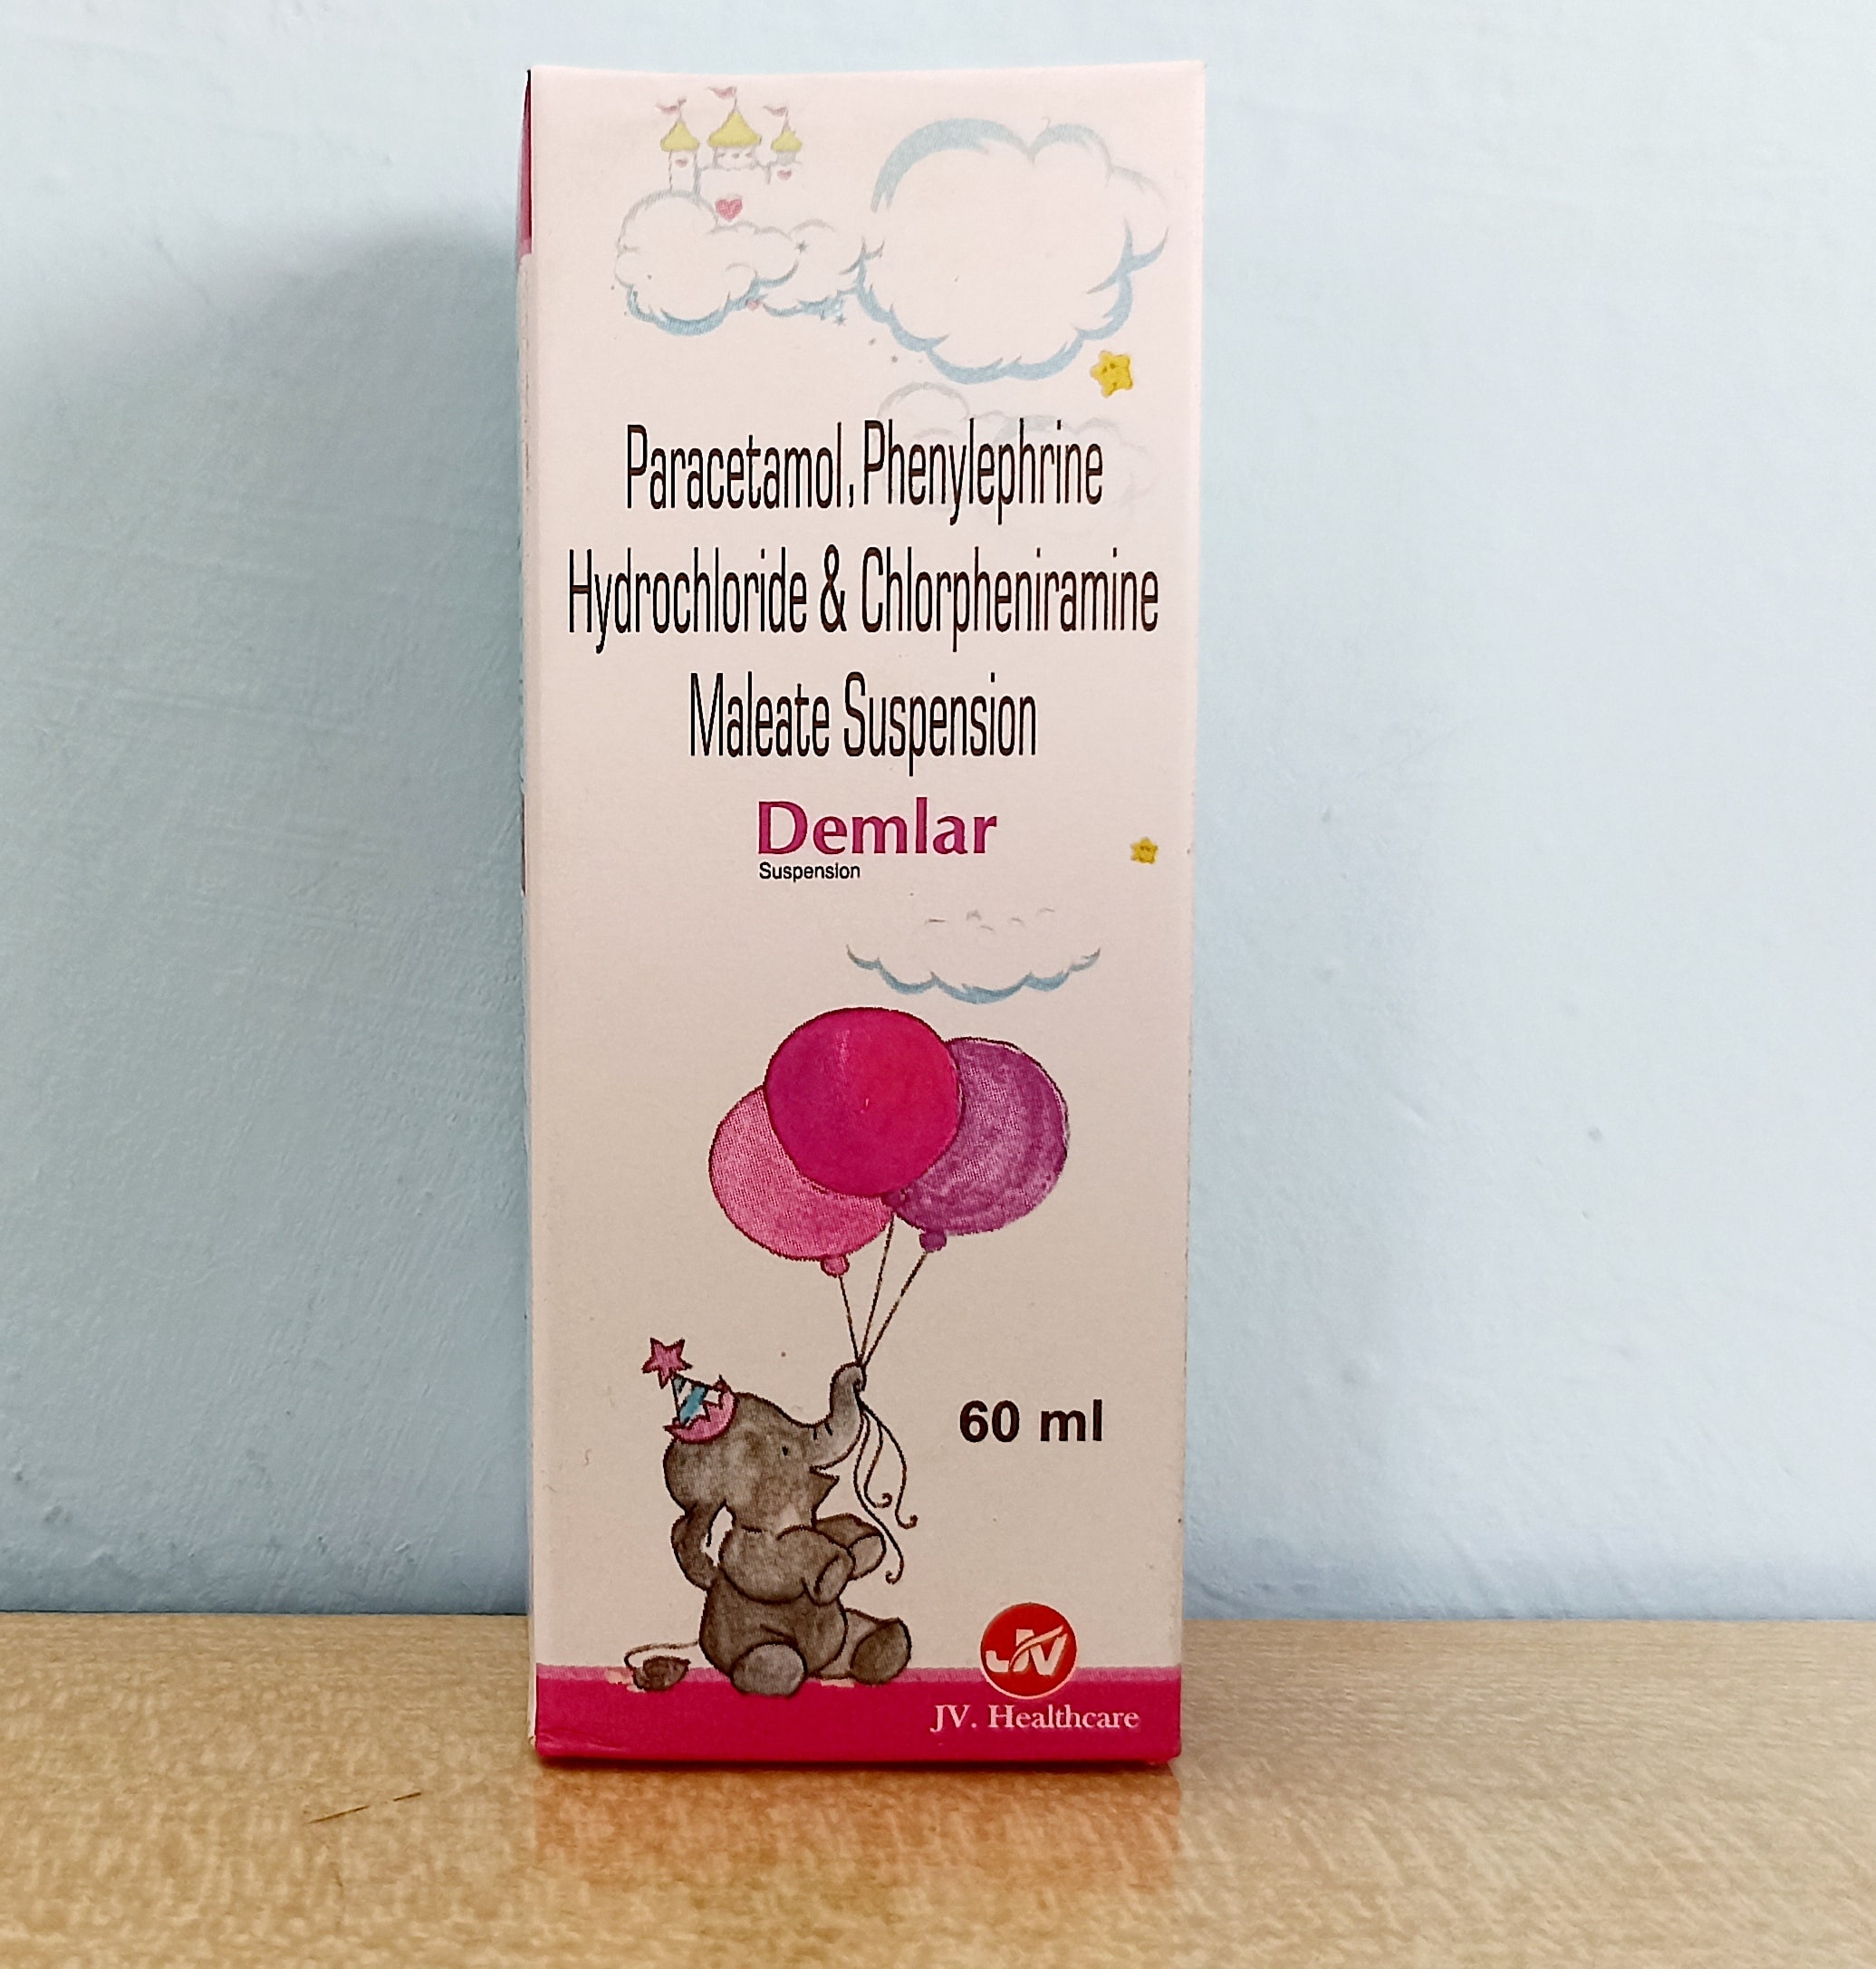 Paracetamol, Phenylephrine
Hydrochloride & Chlorpheniramine
Maleate Suspension
Demlar
Suspension
60 ml
JV
JV. Healthcare